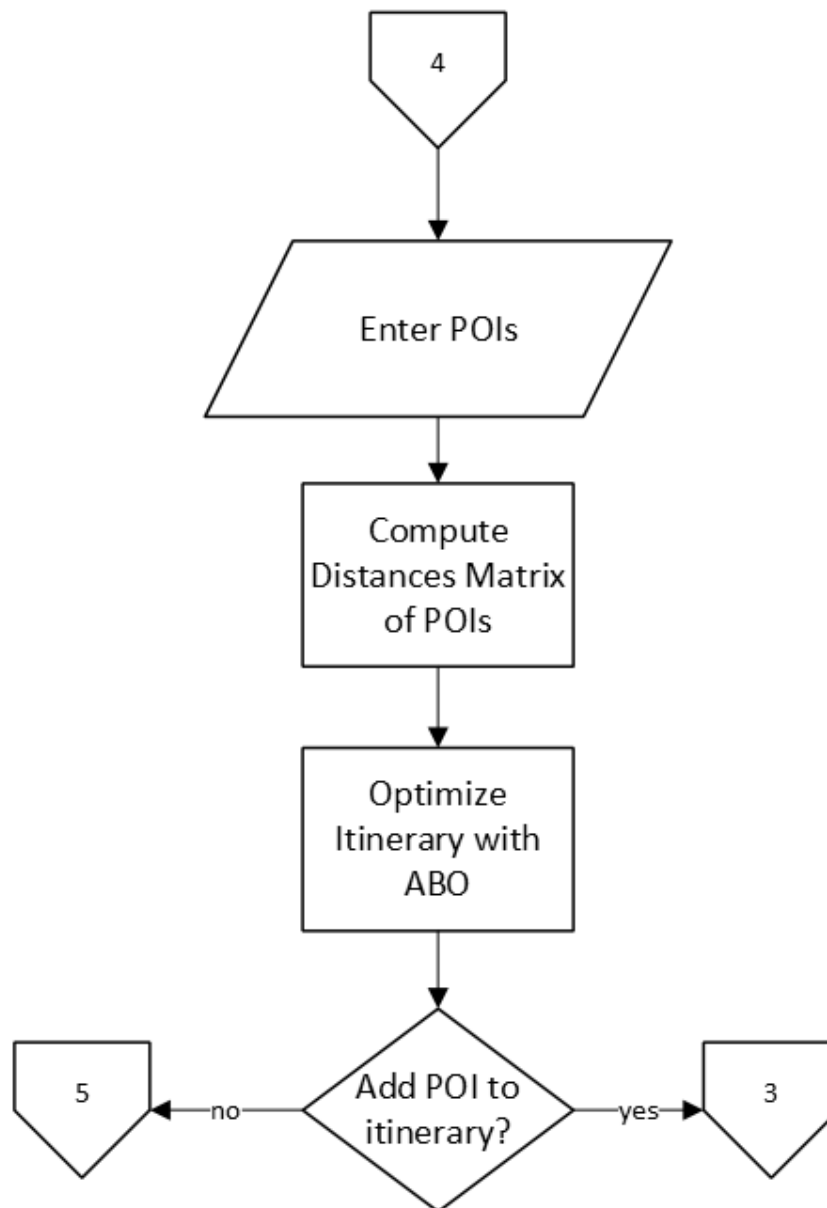 4
Enter POIs
Compute
Distances Matrix
of POIs
Optimize
Itinerary with
ABO
5
no
Add POI to
itinerary?
yes
3